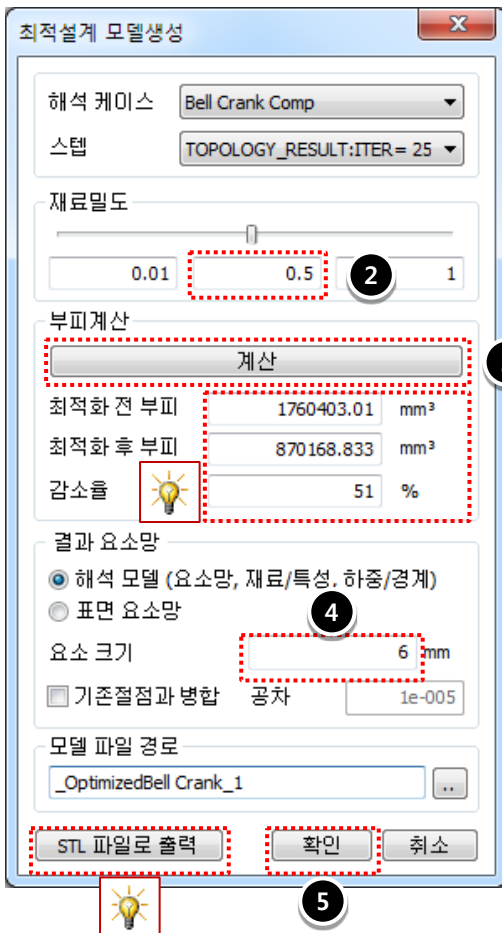 최적설계 모델생성
해석 케이스 Bell Crank Comp
스텝 TOPOLOGY_RESULT:ITER= 25
재료밀도
0.01 0.5 2 1
부피계산
계산
최적화 전 부피 1760403.01 mm³
최적화 후 부피 870168.833 mm³
감소율 51 %
결과 요소망
해석 모델 (요소망, 재료/특성, 하중/경계)
표면 요소망 4
요소 크기 6 mm
기존절점과 병합 공차 1e-005
모델 파일 경로
_OptimizedBell Crank_1 ..
STL 파일로 출력 확인 취소
5